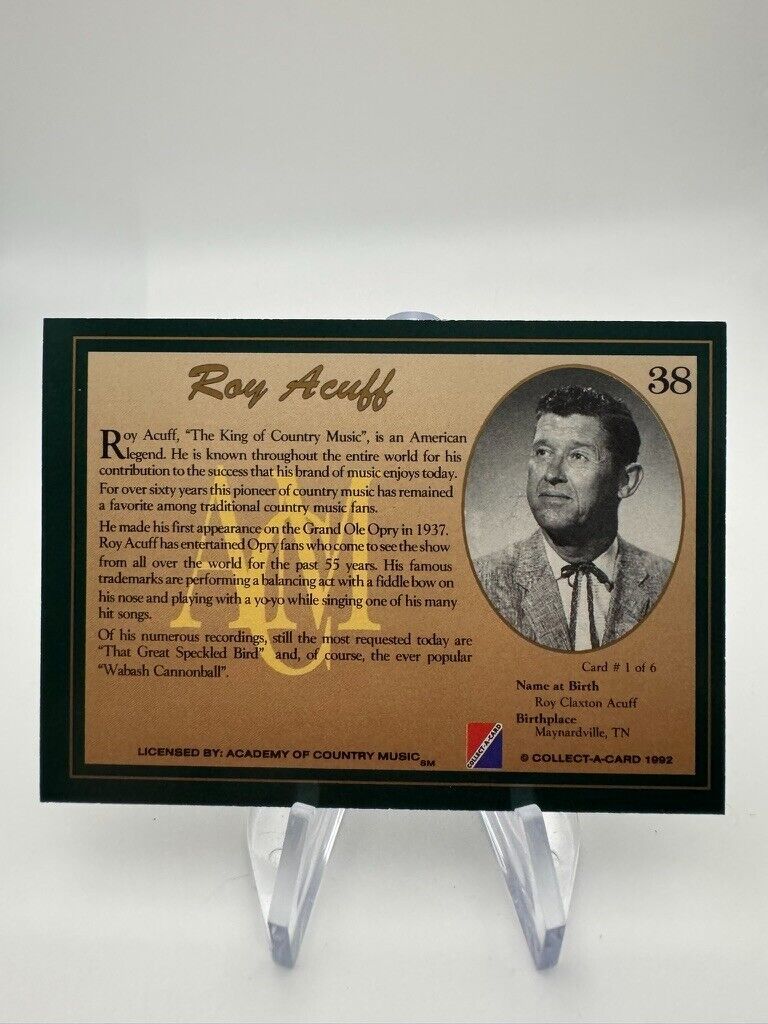 Roy Acuff
38
Roy Acuff, "The King of Country Music", is an American
legend. He is known throughout the entire world for his
contribution to the success that his brand of music enjoys today.
For over sixty years this pioneer of country music has remained
a favorite among traditional country music fans.
He made his first appearance on the Grand Ole Opry in 1937.
Roy Acuff has entertained Opry fans who come to see the show
from all over the world for the past 55 years. His famous
trademarks are performing a balancing act with a fiddle bow on
his nose and playing with a yo-yo while singing one of his many
hit songs.
Of his numerous recordings, still the most requested today are
"That Great Speckled Bird" and, of course, the ever popular
"Wabash Cannonball".
ACM
Card # 1 of 6
Name at Birth
Roy Claxton Acuff
Birthplace
Maynardville, TN
LICENSED BY: ACADEMY OF COUNTRY MUSIC SM
COLLECT-A-CARD
© COLLECT-A-CARD 1992